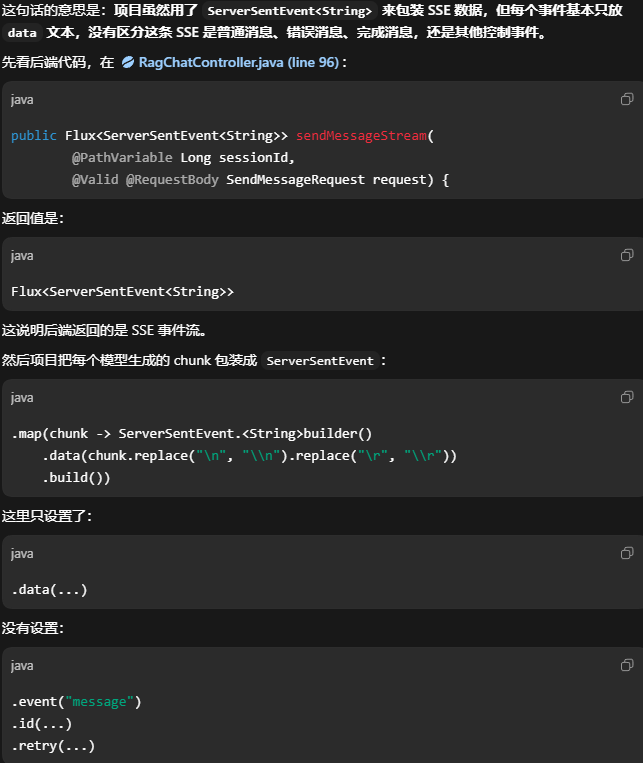 这句话的意思是：项目虽然用了 ServerSentEvent<String> 来包装 SSE 数据，但每个事件基本只放
data 文本，没有区分这条 SSE 是普通消息、错误消息、完成消息，还是其他控制事件。
先看后端代码，在 RagChatController.java (line 96)：
java
public Flux<ServerSentEvent<String>> sendMessageStream(
@PathVariable Long sessionId,
@Valid @RequestBody SendMessageRequest request) {
返回值是：
java
Flux<ServerSentEvent<String>>
这说明后端返回的是 SSE 事件流。
然后项目把每个模型生成的 chunk 包装成 ServerSentEvent：
java
.map(chunk -> ServerSentEvent.<String>builder()
.data(chunk.replace("\n", "\\n").replace("\r", "\\r"))
.build())
这里只设置了：
java
.data(...)
没有设置：
java
.event("message")
.id(...)
.retry(...)